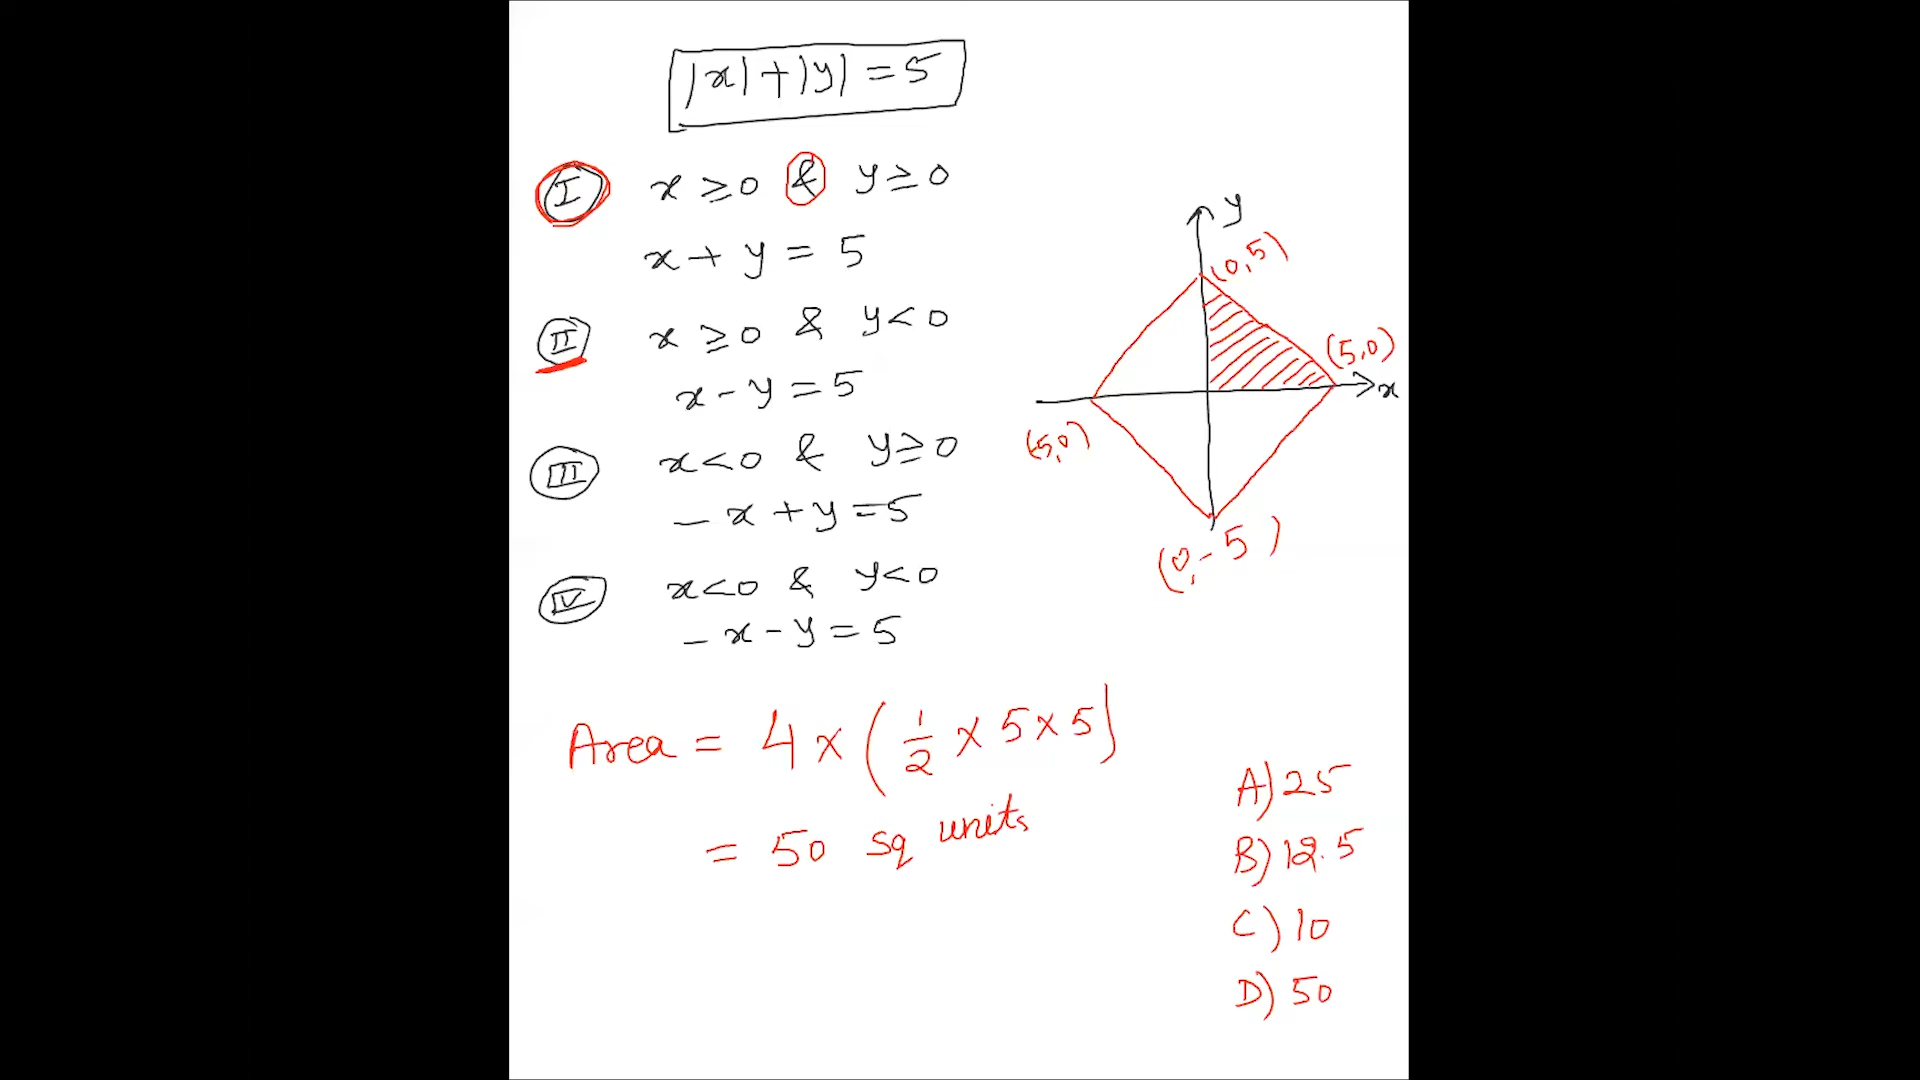 |x|+|y|=5
I x≥0 & y≥0
x+y=5
II x≥0 & y<0
x-y=5
III x<0 & y≥0
-x+y=5
IV x<0 & y<0
-x-y=5
y
(0,5)
(5,0)
x
(-5,0)
(0,-5)
Area = 4×(1/2×5×5)
= 50 sq units
A) 25
B) 12.5
C) 10
D) 50